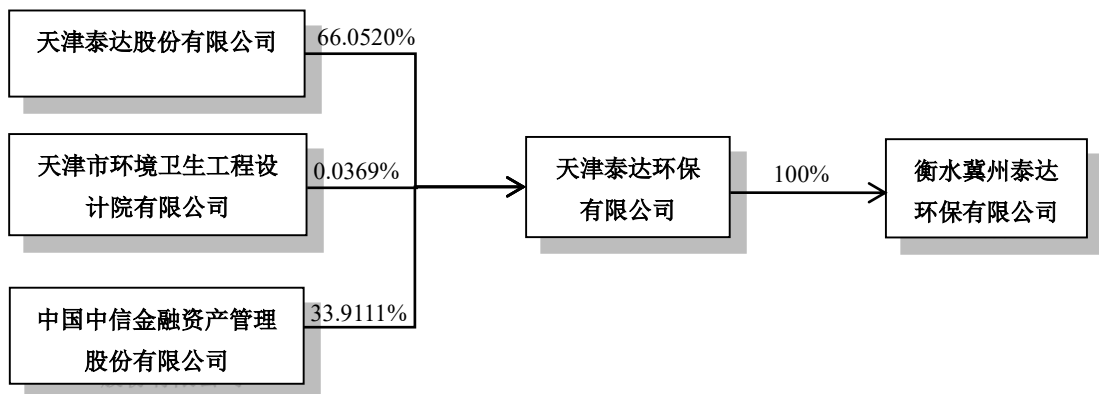 天津泰达股份有限公司
66.0520%
天津市环境卫生工程设
计院有限公司
0.0369%
中国中信金融资产管理
股份有限公司
33.9111%
天津泰达环保
有限公司
100%
衡水冀州泰达
环保有限公司